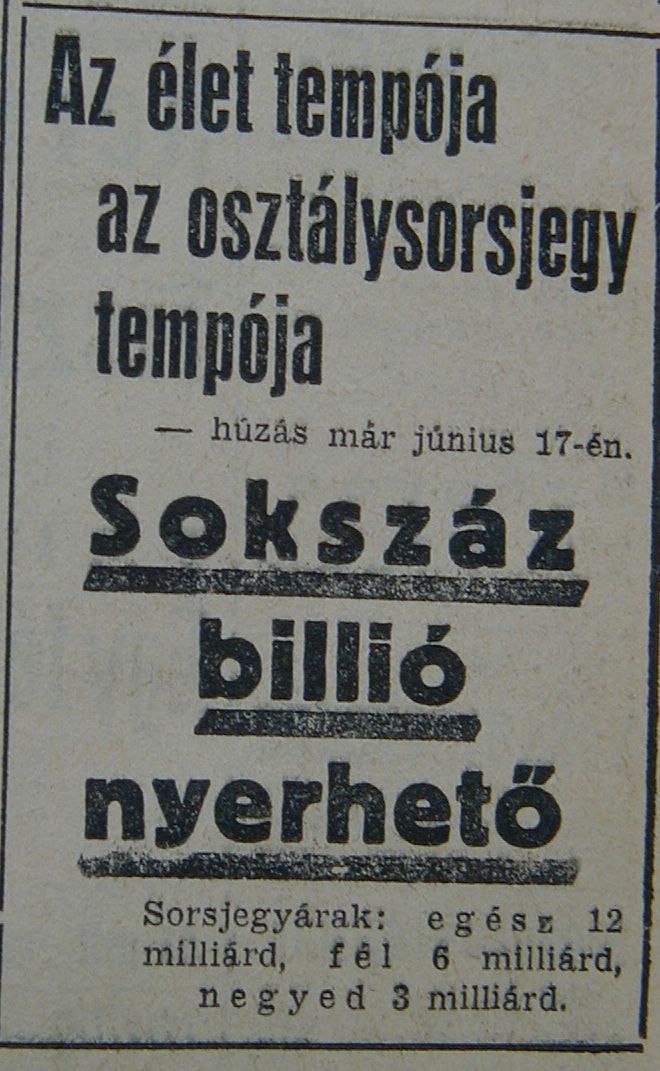 Az élet tempója
az osztálysorsjegy
tempója
— húzás már június 17-én.
Sokszáz
billió
nyerhető
Sorsjegyárak: egész 12
milliárd, fél 6 milliárd,
negyed 3 milliárd.